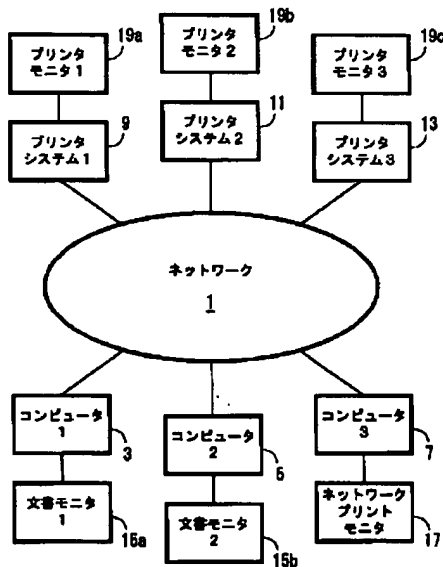 19a
19b
19c
プリンタ
モニタ1
プリンタ
モニタ2
プリンタ
モニタ3
9
11
13
プリンタ
システム1
プリンタ
システム2
プリンタ
システム3
ネットワーク
1
コンピュータ
1
コンピュータ
2
コンピュータ
3
3
5
7
文書モニタ
1
文書モニタ
2
ネットワーク
プリント
モニタ
15a
15b
17